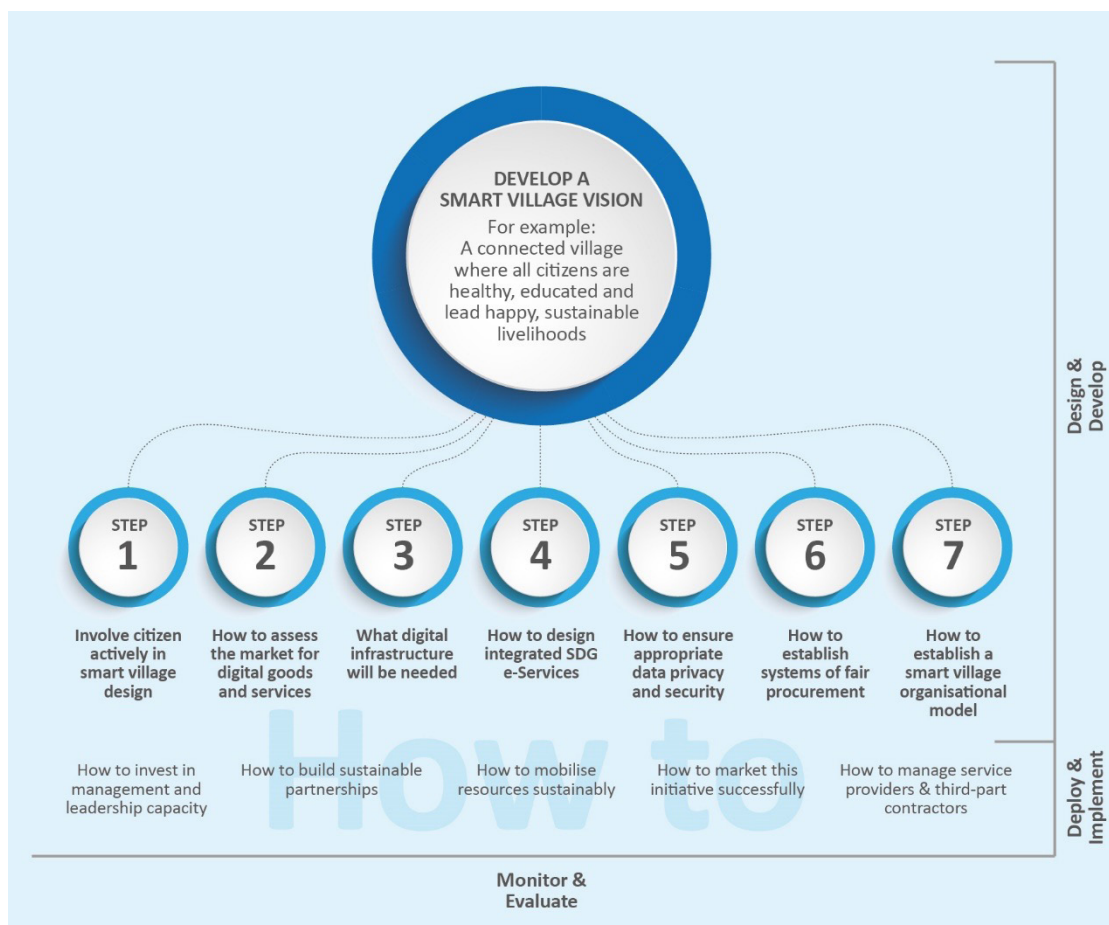 DEVELOP A
SMART VILLAGE VISION
For example:
A connected village
where all citizens are
healthy, educated and
lead happy, sustainable
livelihoods
Design &
Develop
STEP
1
Involve citizen
actively in
smart village
design
STEP
2
How to assess
the market for
digital goods
and services
STEP
3
What digital
infrastructure
will be needed
STEP
4
How to design
integrated SDG
e-Services
STEP
5
How to ensure
appropriate
data privacy
and security
STEP
6
How to
establish
systems of fair
procurement
STEP
7
How to
establish a
smart village
organisational
model
How to
How to invest in
management and
leadership capacity
How to build sustainable
partnerships
How to mobilise
resources sustainably
How to market this
initiative successfully
How to manage service
providers & third-part
contractors
Deploy &
Implement
Monitor &
Evaluate